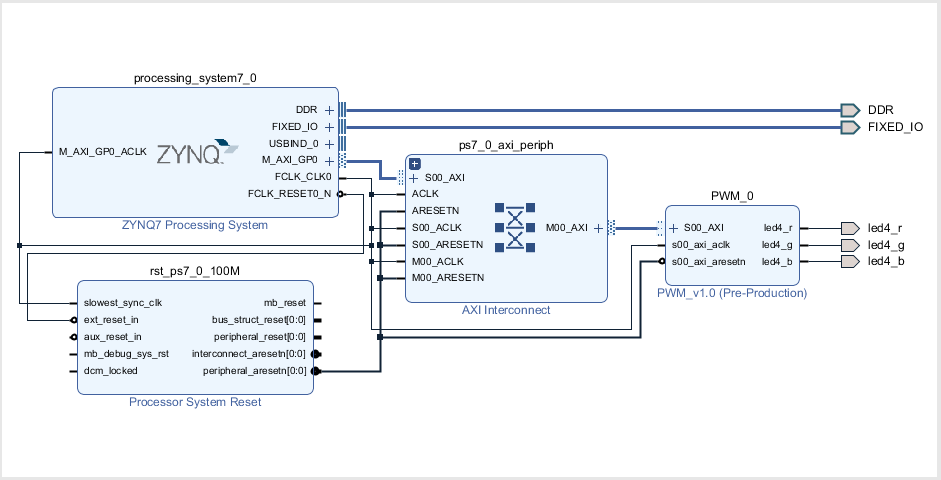 processing_system7_0
DDR
FIXED_IO
USBIND_0
M_AXI_GP0_ACLK
ZYNQ
M_AXI_GP0
FCLK_CLK0
FCLK_RESET0_N
ZYNQ7 Processing System
DDR
FIXED_IO
ps7_0_axi_periph
S00_AXI
ACLK
ARESETN
S00_ACLK
M00_AXI
S00_ARESETN
M00_ACLK
M00_ARESETN
AXI Interconnect
PWM_0
S00_AXI
led4_r
s00_axi_aclk
led4_g
s00_axi_aresetn
led4_b
PWM_v1.0 (Pre-Production)
led4_r
led4_g
led4_b
rst_ps7_0_100M
slowest_sync_clk
mb_reset
ext_reset_in
bus_struct_reset[0:0]
aux_reset_in
peripheral_reset[0:0]
mb_debug_sys_rst
interconnect_aresetn[0:0]
dcm_locked
peripheral_aresetn[0:0]
Processor System Reset